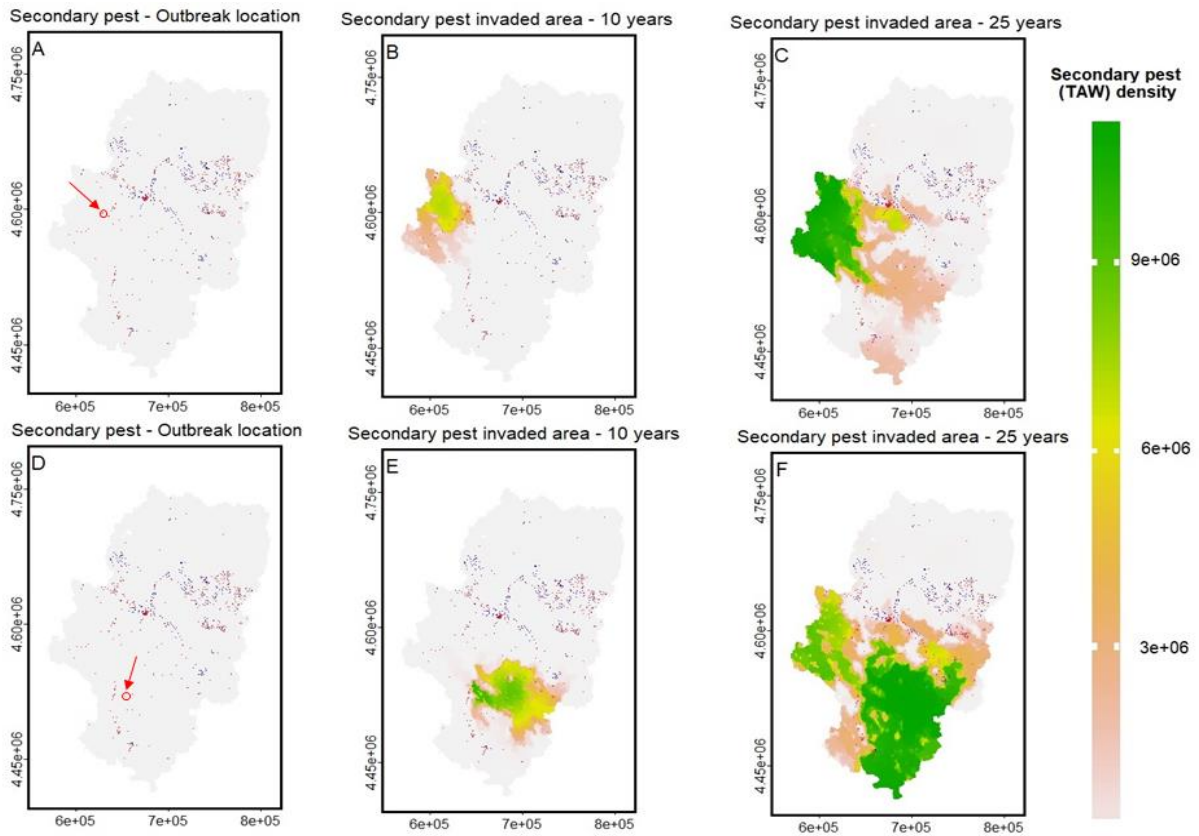 Secondary pest - Outbreak location
Secondary pest invaded area - 10 years
Secondary pest invaded area - 25 years
A
B
C
4.75e+06
4.60e+06
4.45e+06
4.75e+06
4.60e+06
4.45e+06
4.75e+06
4.60e+06
4.45e+06
6e+05
7e+05
8e+05
6e+05
7e+05
8e+05
6e+05
7e+05
8e+05
Secondary pest
(TAW) density
9e+06
6e+06
3e+06
Secondary pest - Outbreak location
Secondary pest invaded area - 10 years
Secondary pest invaded area - 25 years
D
E
F
4.75e+06
4.60e+06
4.45e+06
4.75e+06
4.60e+06
4.45e+06
4.75e+06
4.60e+06
4.45e+06
6e+05
7e+05
8e+05
6e+05
7e+05
8e+05
6e+05
7e+05
8e+05